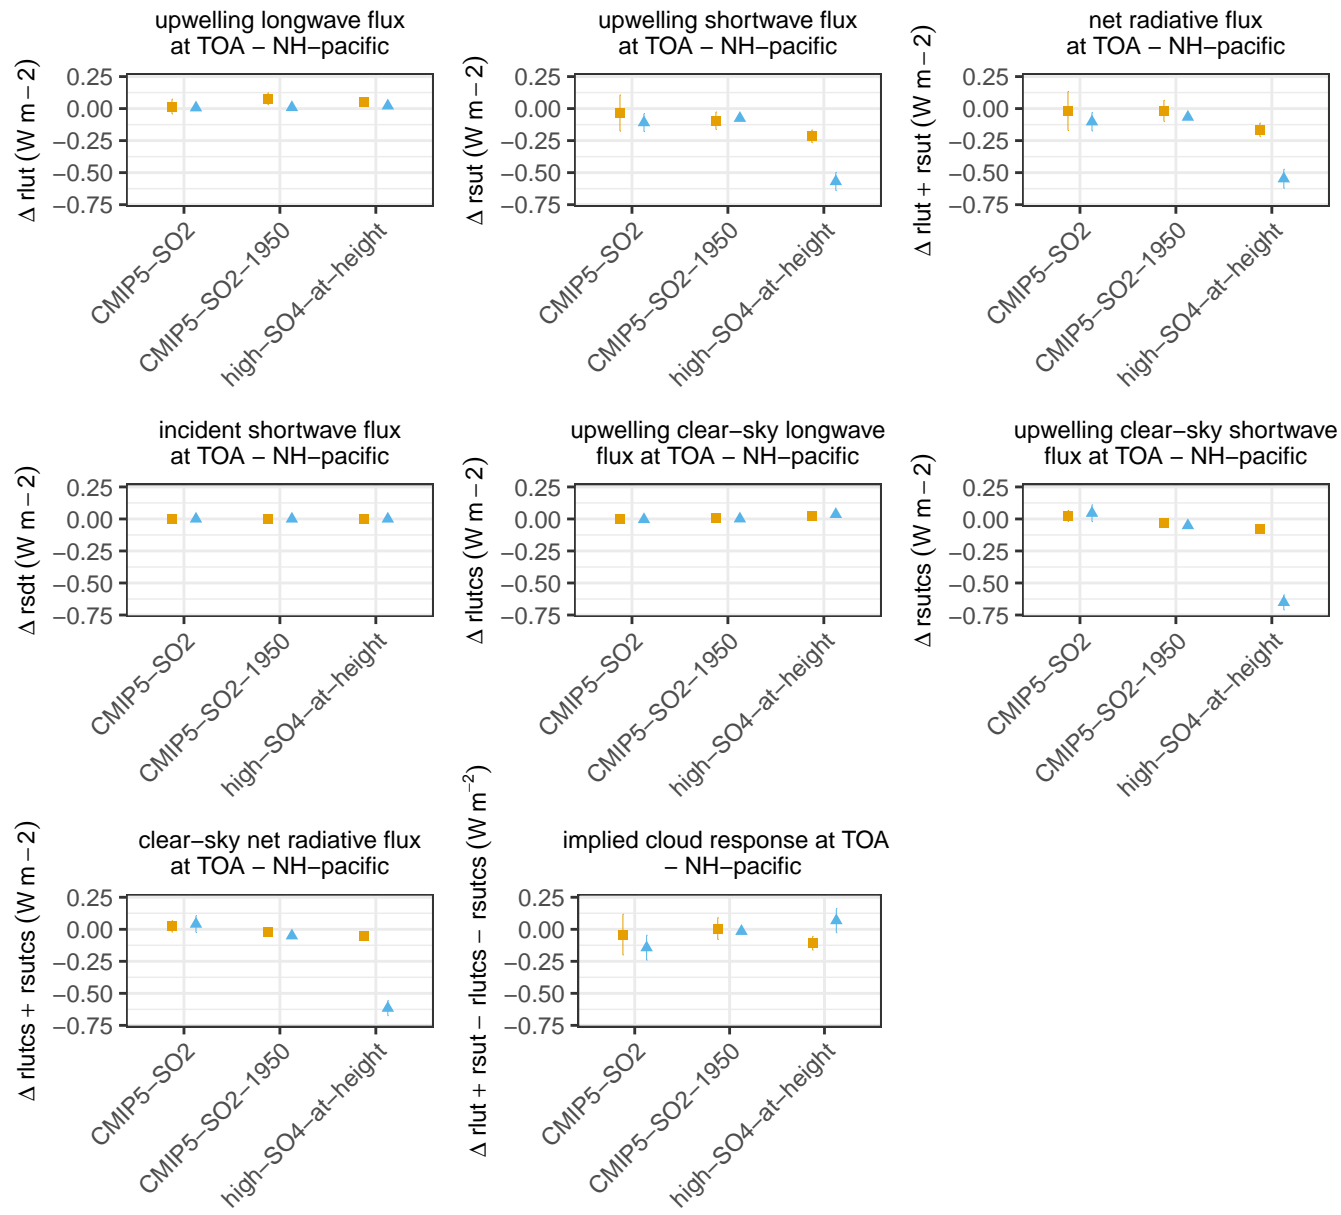 upwelling longwave flux
at TOA − NH−pacific
Δ rlut (W m−2)
0.25
0.00
−0.25
−0.50
−0.75
CMIP5−SO2
CMIP5−SO2−1950
high−SO4−at−height
upwelling shortwave flux
at TOA − NH−pacific
Δ rsut (W m−2)
0.25
0.00
−0.25
−0.50
−0.75
CMIP5−SO2
CMIP5−SO2−1950
high−SO4−at−height
net radiative flux
at TOA − NH−pacific
Δ rlut + rsut (W m−2)
0.25
0.00
−0.25
−0.50
−0.75
CMIP5−SO2
CMIP5−SO2−1950
high−SO4−at−height
incident shortwave flux
at TOA − NH−pacific
Δ rsdt (W m−2)
0.25
0.00
−0.25
−0.50
−0.75
CMIP5−SO2
CMIP5−SO2−1950
high−SO4−at−height
upwelling clear−sky longwave
flux at TOA − NH−pacific
Δ rlutcs (W m−2)
0.25
0.00
−0.25
−0.50
−0.75
CMIP5−SO2
CMIP5−SO2−1950
high−SO4−at−height
upwelling clear−sky shortwave
flux at TOA − NH−pacific
Δ rsutcs (W m−2)
0.25
0.00
−0.25
−0.50
−0.75
CMIP5−SO2
CMIP5−SO2−1950
high−SO4−at−height
clear−sky net radiative flux
at TOA − NH−pacific
Δ rlutcs + rsutcs (W m−2)
0.25
0.00
−0.25
−0.50
−0.75
CMIP5−SO2
CMIP5−SO2−1950
high−SO4−at−height
implied cloud response at TOA
− NH−pacific
Δ rlut + rsut − rlutcs − rsutcs (W m⁻²)
0.25
0.00
−0.25
−0.50
−0.75
CMIP5−SO2
CMIP5−SO2−1950
high−SO4−at−height